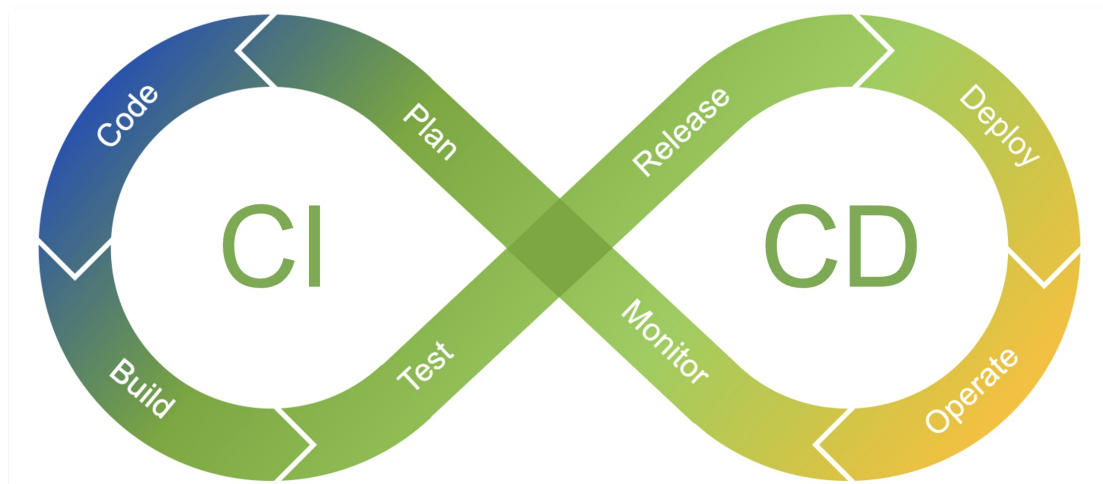 Code
Plan
Release
Deploy
CI
CD
Build
Test
Monitor
Operate